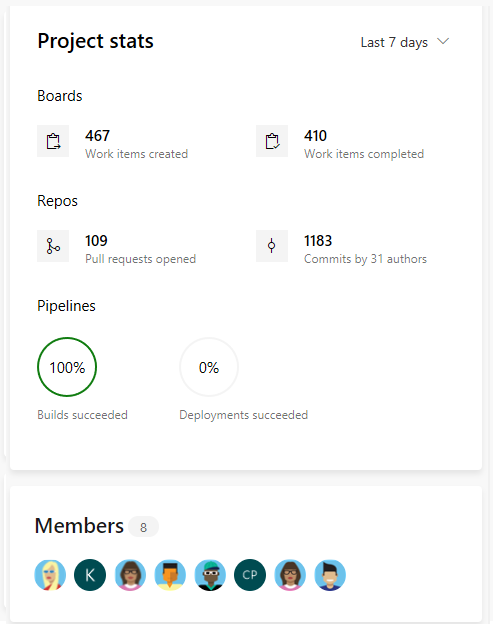 Project stats
Last 7 days
Boards
467
Work items created
410
Work items completed
Repos
109
Pull requests opened
1183
Commits by 31 authors
Pipelines
100%
0%
Builds succeeded
Deployments succeeded
Members 8
K
CP